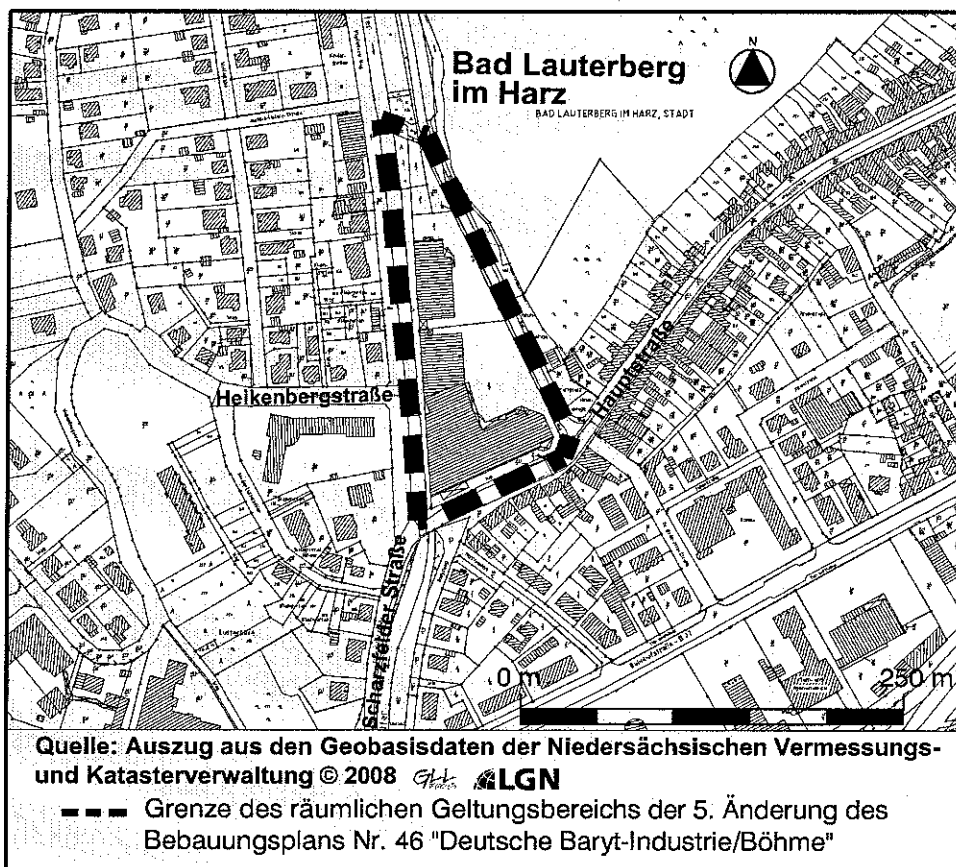 N
Bad Lauterberg
im Harz
BAD LAUTERBERG IM HARZ, STADT
Hauptstraße
Heikenbergstraße
Scharzfelder Straße
0 m
250 m
Quelle: Auszug aus den Geobasisdaten der Niedersächsischen Vermessungs-
und Katasterverwaltung © 2008 GLL LGN
Grenze des räumlichen Geltungsbereichs der 5. Änderung des
Bebauungsplans Nr. 46 "Deutsche Baryt-Industrie/Böhme"